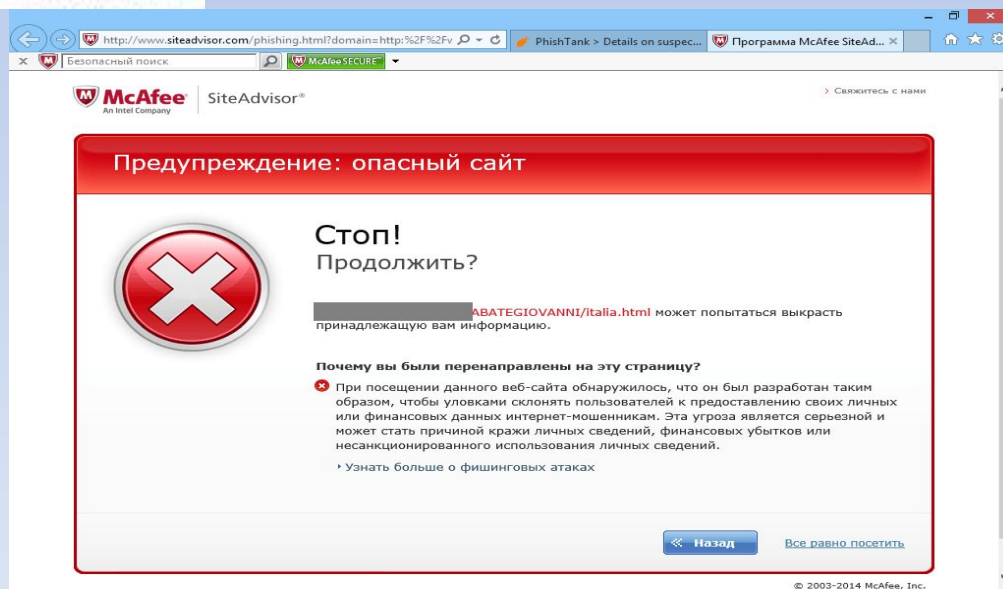 http://www.siteadvisor.com/phishing.html?domain=http:%2F%2Fv
PhishTank > Details on suspec...
Программа McAfee SiteAd...
Безопасный поиск
McAfee SECURE
McAfee
An Intel Company
SiteAdvisor®
Свяжитесь с нами
Предупреждение: опасный сайт
Стоп!
Продолжить?
ABATEGIOVANNI/italia.html может попытаться выкрасть
принадлежащую вам информацию.
Почему вы были перенаправлены на эту страницу?
При посещении данного веб-сайта обнаружилось, что он был разработан таким
образом, чтобы уловками склонять пользователей к предоставлению своих личных
или финансовых данных интернет-мошенникам. Эта угроза является серьезной и
может стать причиной кражи личных сведений, финансовых убытков или
несанкционированного использования личных сведений.
Узнать больше о фишинговых атаках
Назад
Все равно посетить
© 2003-2014 McAfee, Inc.